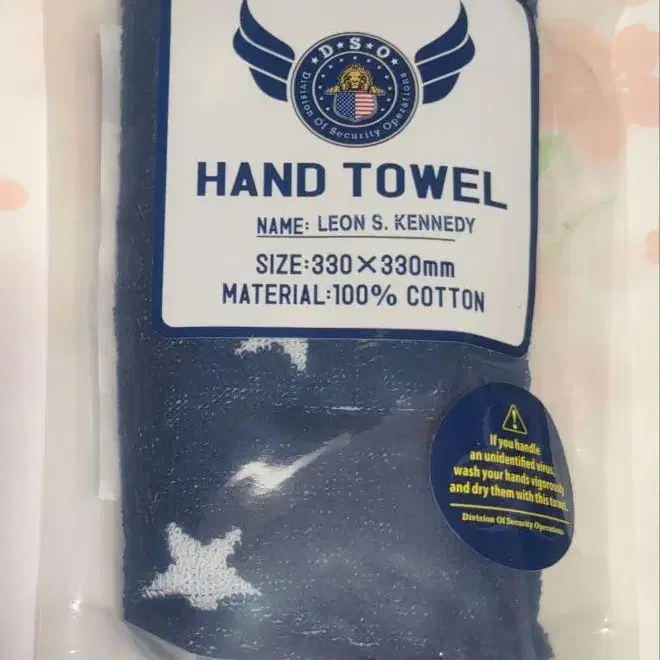 D★S★O
Division Of Security Operations
HAND TOWEL
NAME: LEON S. KENNEDY
SIZE:330×330mm
MATERIAL:100% COTTON
If you handle
an unidentified virus,
wash your hands vigorously
and dry them with this towel.
Division Of Security Operations